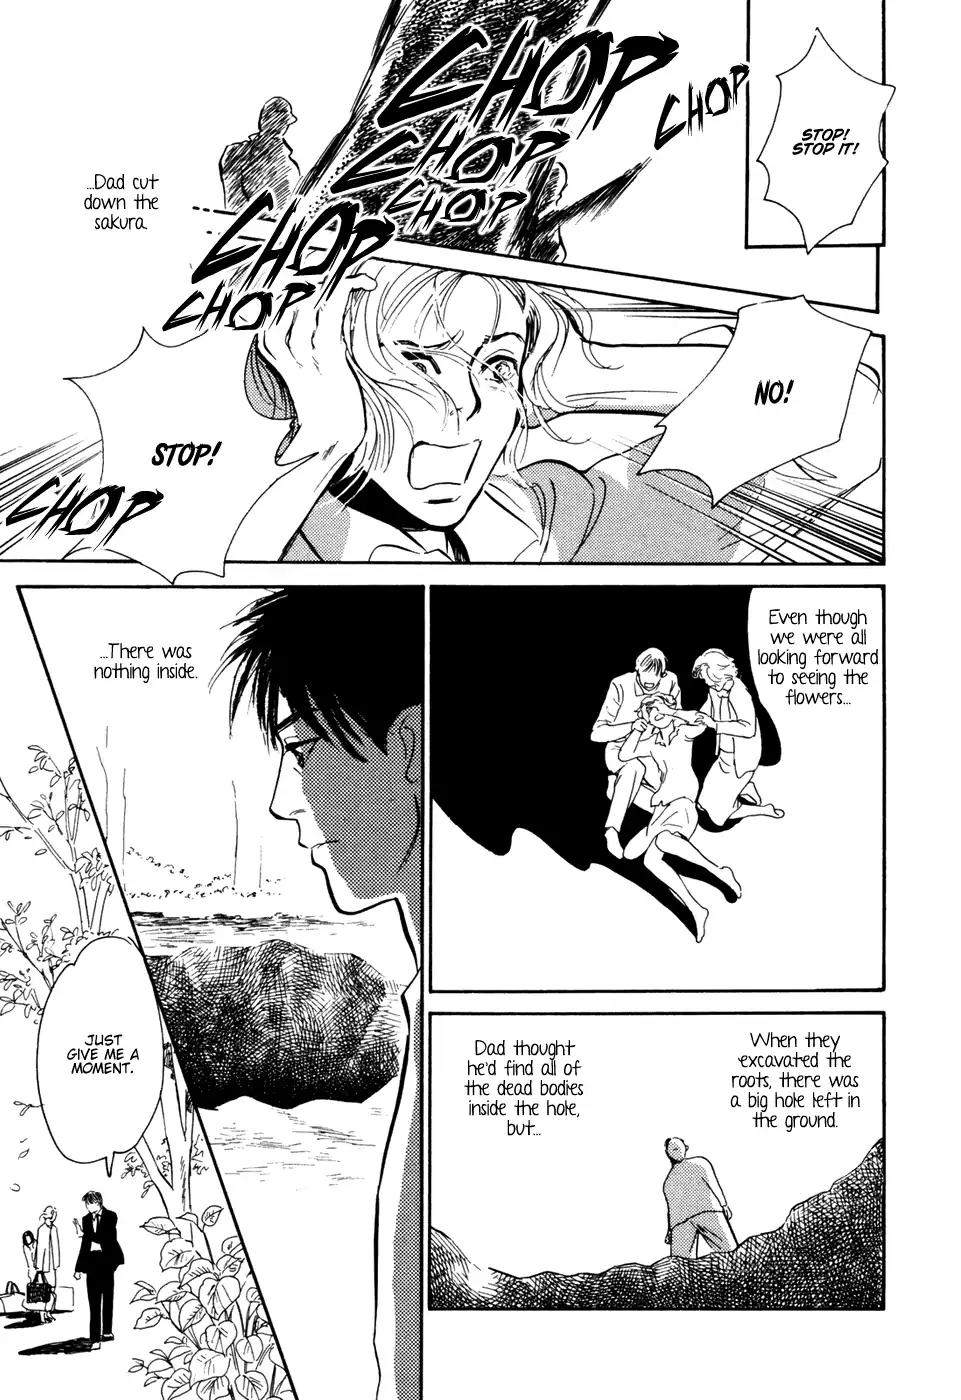 STOP!
STOP IT!
CHOP
CHOP
CHOP
CHOP
...Dad cut
down the
sakura.
CHOP
CHOP
NO!
STOP!
CHOP
Even though
we were all
looking forward
to seeing the
flowers...
When they
excavated the
roots, there was
a big hole left in
the ground.
Dad thought
he'd find all of
the dead bodies
inside the hole,
but...
...There was
nothing inside.
JUST
GIVE ME A
MOMENT.